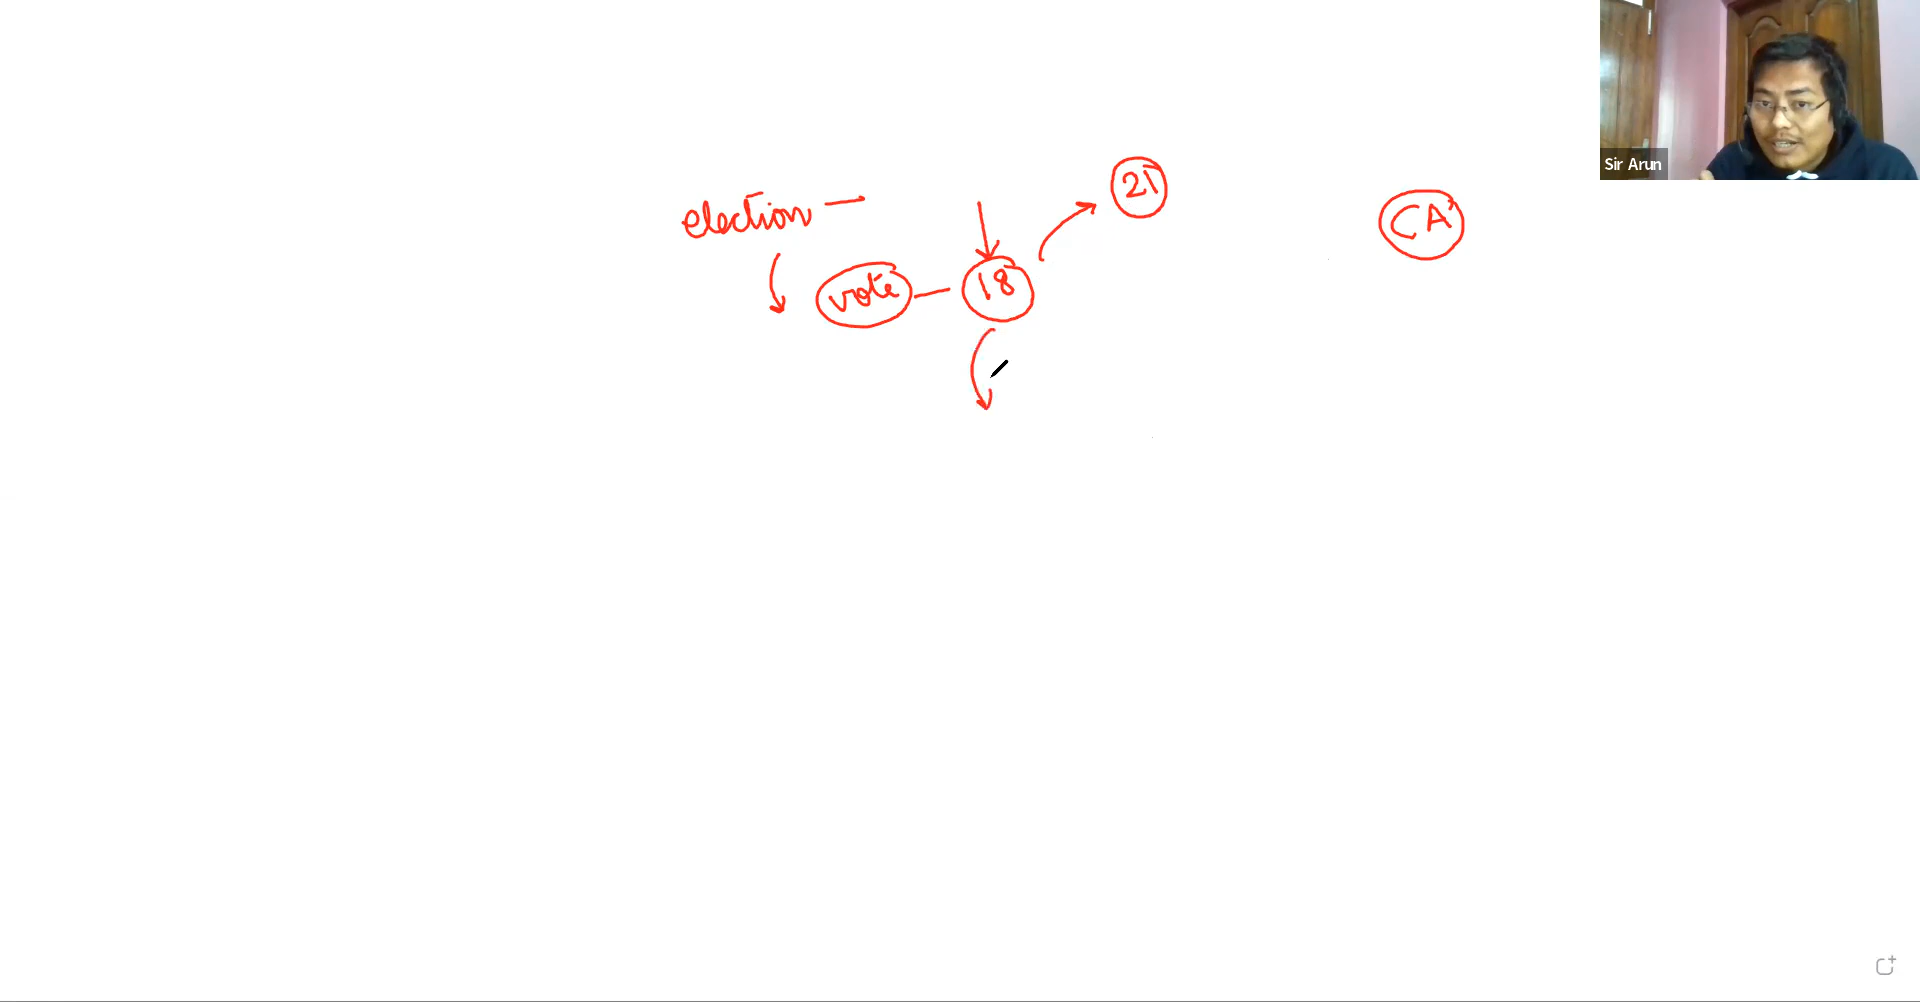 Sir Arun
21
election —
CA
vote — 18